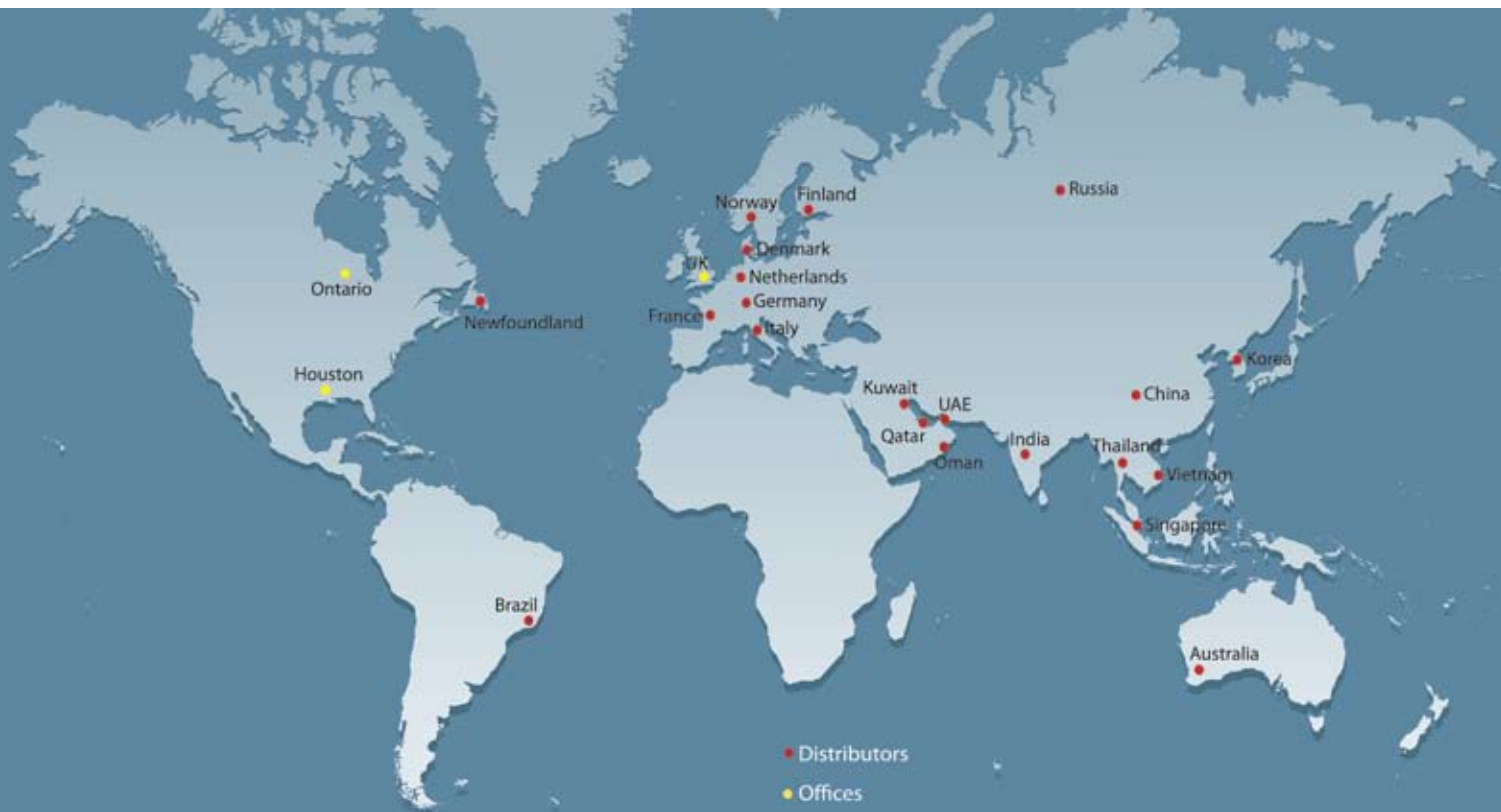 Russia
Finland
Norway
Denmark
UK
Netherlands
Ontario
Germany
Newfoundland
France
Italy
Korea
Houston
Kuwait
China
UAE
Qatar
India
Thailand
Oman
Vietnam
Singapore
Brazil
Australia
Distributors
Offices